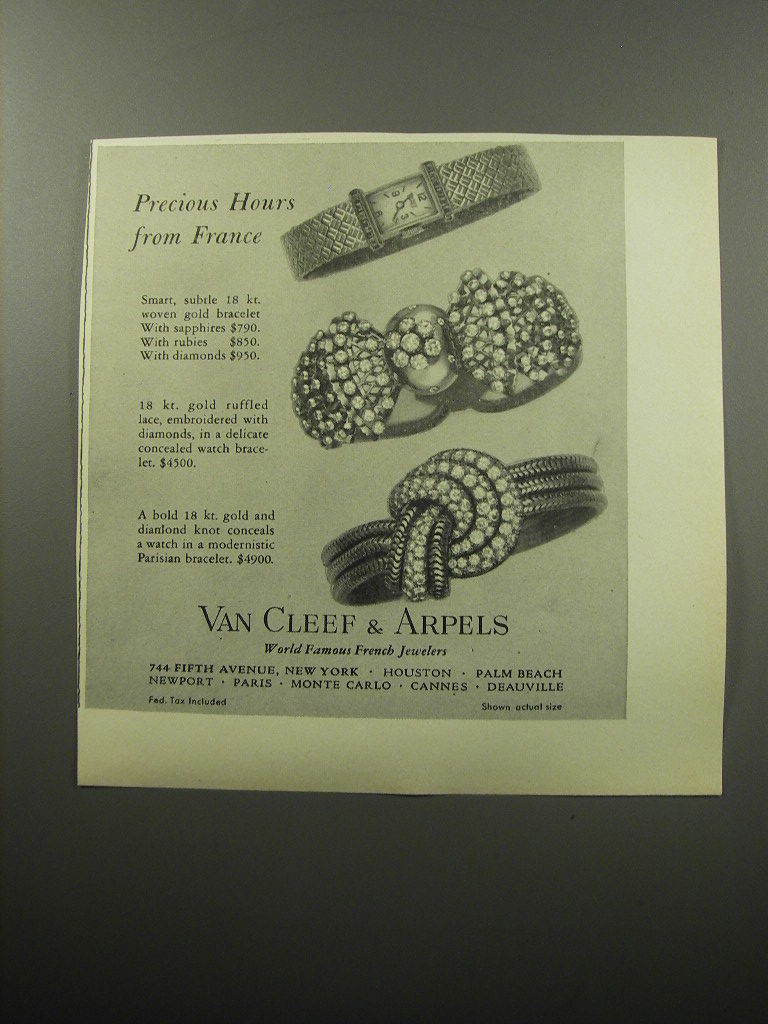 Precious Hours
from France
Smart, subtle 18 kt.
woven gold bracelet
With sapphires $790.
With rubies $850.
With diamonds $950.
18 kt. gold ruffled
lace, embroidered with
diamonds, in a delicate
concealed watch brace-
let. $4500.
A bold 18 kt. gold and
diamond knot conceals
a watch in a modernistic
Parisian bracelet. $4900.
VAN CLEEF & ARPELS
World Famous French Jewelers
744 FIFTH AVENUE, NEW YORK · HOUSTON · PALM BEACH
NEWPORT · PARIS · MONTE CARLO · CANNES · DEAUVILLE
Fed. Tax Included
Shown actual size